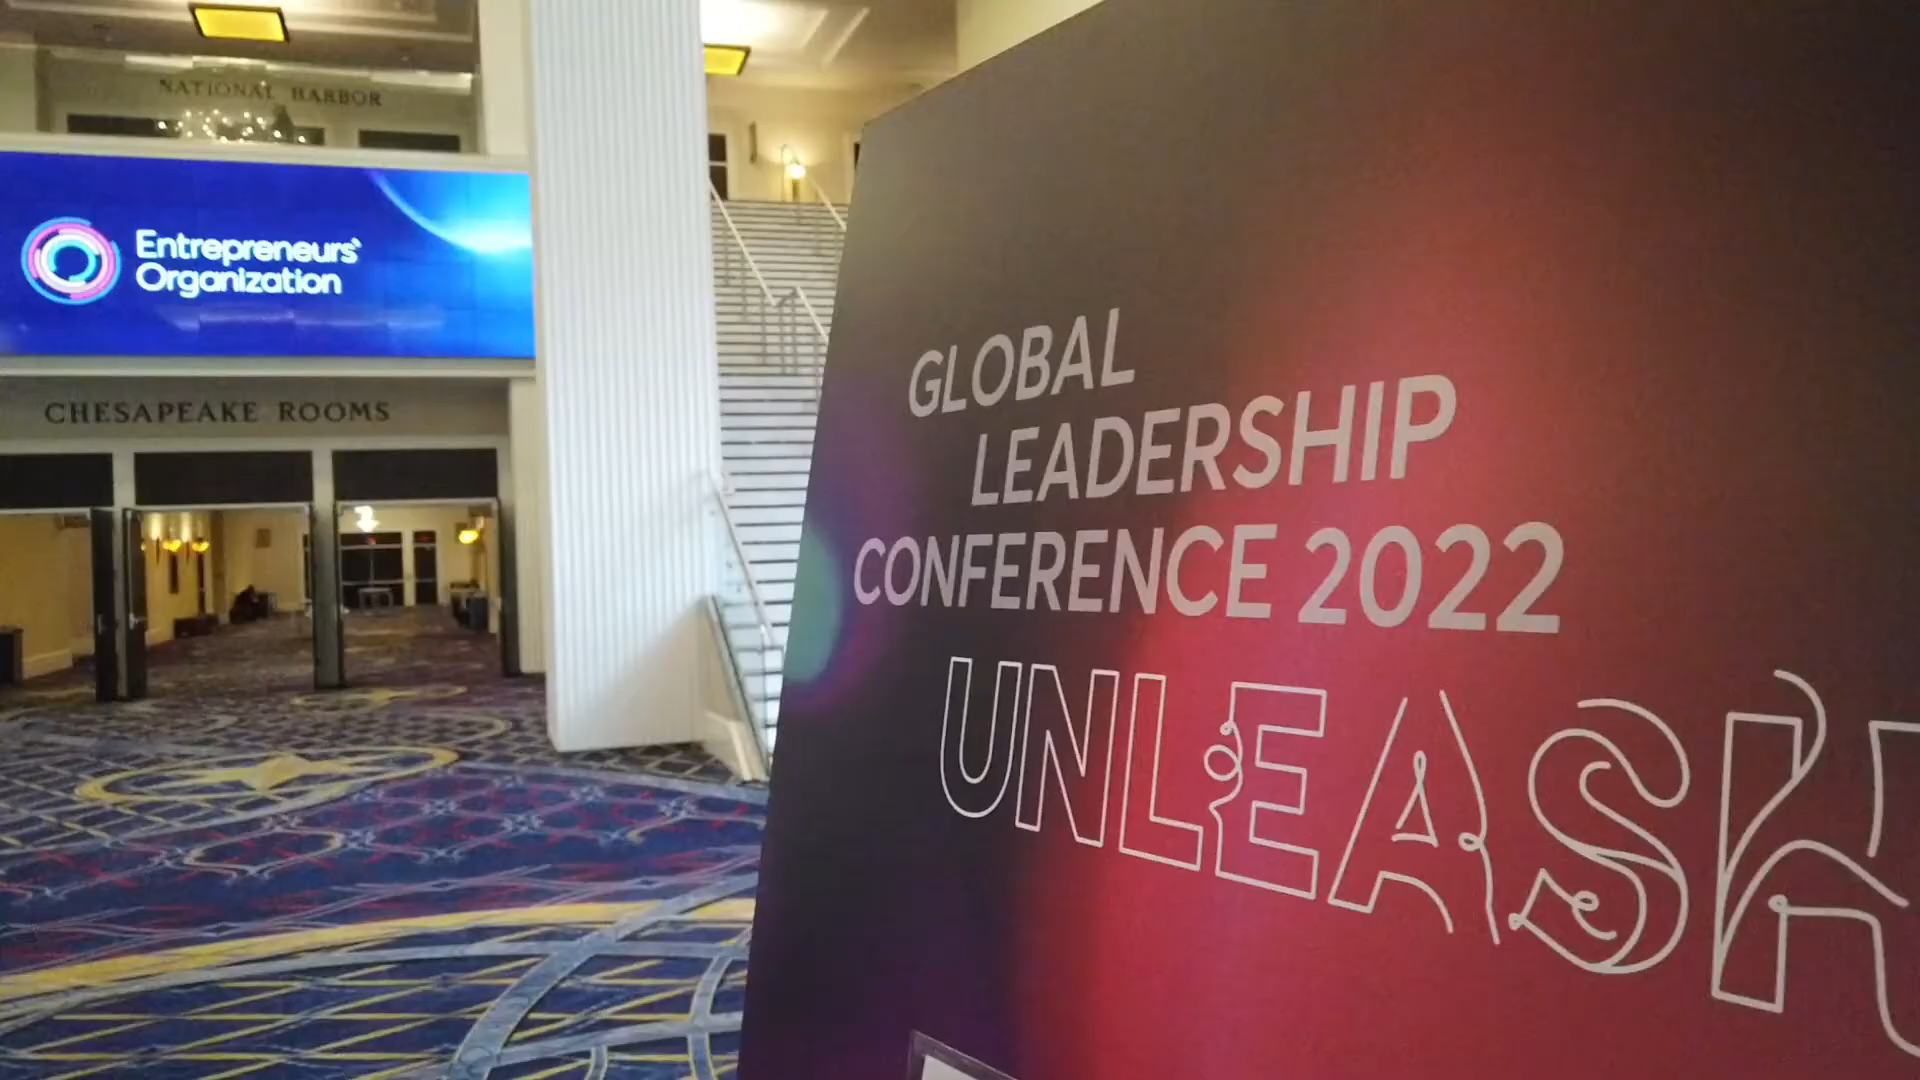 NATIONAL HARBOR
Entrepreneurs'
Organization
CHESAPEAKE ROOMS
GLOBAL
LEADERSHIP
CONFERENCE 2022
UNLEASH